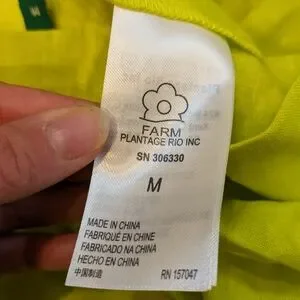 FARM
PLANTAGE RIO INC
SN 306330
M
MADE IN CHINA
FABRIQUÉ EN CHINE
FABRICADO NA CHINA
HECHO EN CHINA
中国制造 RN 157047